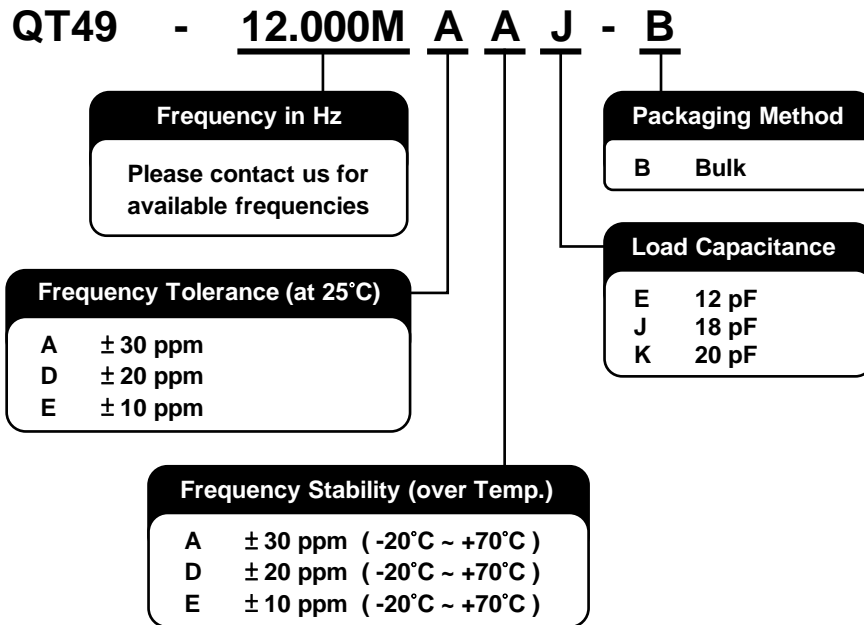 QT49 - 12.000M A A J - B
Frequency in Hz
Please contact us for
available frequencies
Packaging Method
B Bulk
Load Capacitance
E 12 pF
J 18 pF
K 20 pF
Frequency Tolerance (at 25˚C)
A ± 30 ppm
D ± 20 ppm
E ± 10 ppm
Frequency Stability (over Temp.)
A ± 30 ppm ( -20˚C ~ +70˚C )
D ± 20 ppm ( -20˚C ~ +70˚C )
E ± 10 ppm ( -20˚C ~ +70˚C )